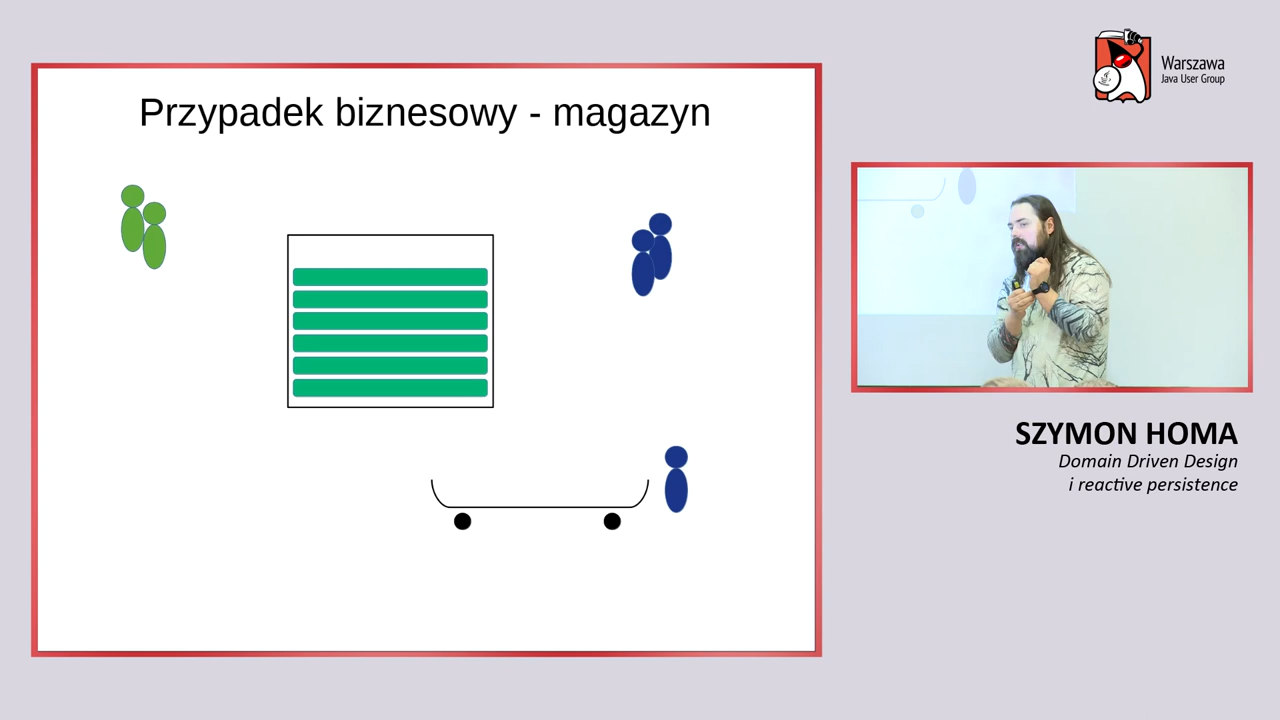 Przypadek biznesowy - magazyn
Warszawa
Java User Group
SZYMON HOMA
Domain Driven Design
i reactive persistence